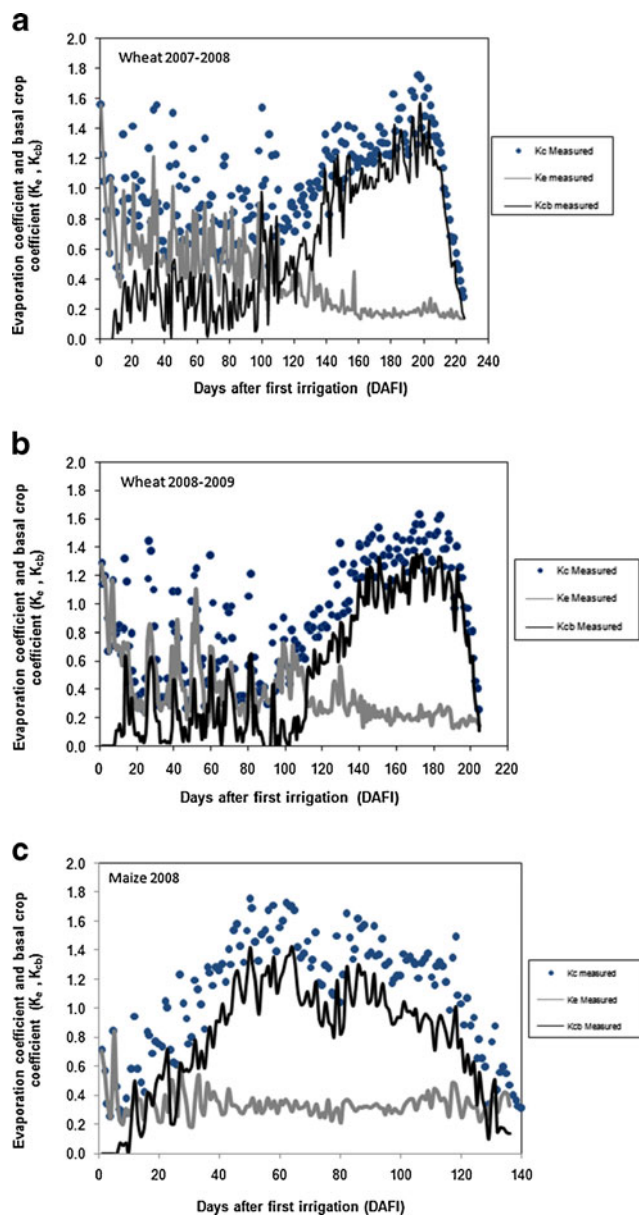 a
Wheat 2007-2008
Evaporation coefficient and basal crop
coefficient (Ke , Kcb)
2.0
1.8
1.6
1.4
1.2
1.0
0.8
0.6
0.4
0.2
0.0
0 20 40 60 80 100 120 140 160 180 200 220 240
Days after first irrigation (DAFI)
Kc Measured
Ke measured
Kcb measured
b
Wheat 2008-2009
Evaporation coefficient and basal crop
coefficient (Ke , Kcb)
2.0
1.8
1.6
1.4
1.2
1.0
0.8
0.6
0.4
0.2
0.0
0 20 40 60 80 100 120 140 160 180 200 220
Days after first irrigation (DAFI)
Kc Measured
Ke Measured
Kcb Measured
c
Maize 2008
Evaporation coefficient and basal crop
coefficient (Ke , Kcb)
2.0
1.8
1.6
1.4
1.2
1.0
0.8
0.6
0.4
0.2
0.0
0 20 40 60 80 100 120 140
Days after first irrigation (DAFI)
Kc measured
Ke Measured
Kcb Measured